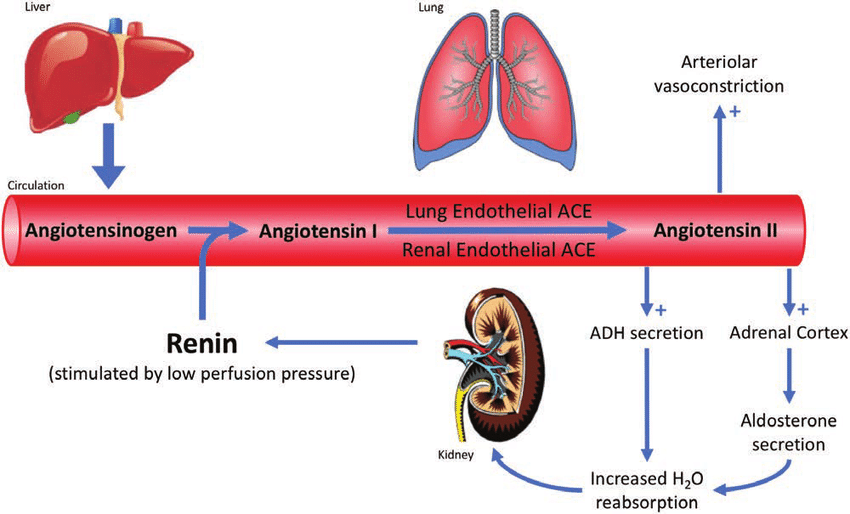 Liver
Lung
Arteriolar
vasoconstriction
+
Circulation
Angiotensinogen
Angiotensin I
Lung Endothelial ACE
Renal Endothelial ACE
Angiotensin II
+
+
Renin
(stimulated by low perfusion pressure)
ADH secretion
Adrenal Cortex
Aldosterone
secretion
Kidney
Increased H₂O
reabsorption